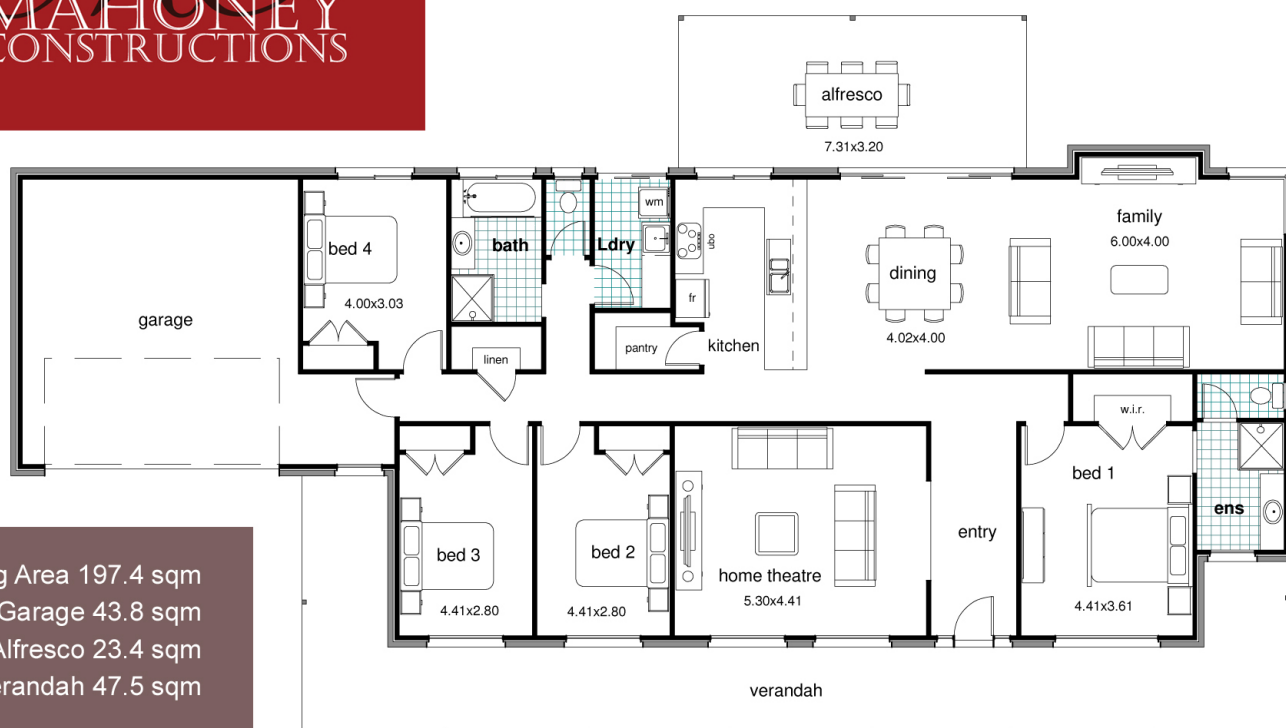 MAHONEY
CONSTRUCTIONS
alfresco
7.31x3.20
family
6.00x4.00
wm
bath
Ldry
bed 4
4.00x3.03
ubo
dining
4.02x4.00
fr
garage
linen
pantry
kitchen
w.i.r.
bed 1
4.41x3.61
ens
entry
bed 3
4.41x2.80
bed 2
4.41x2.80
home theatre
5.30x4.41
verandah
Area 197.4 sqm
Garage 43.8 sqm
Alfresco 23.4 sqm
47.5 sqm